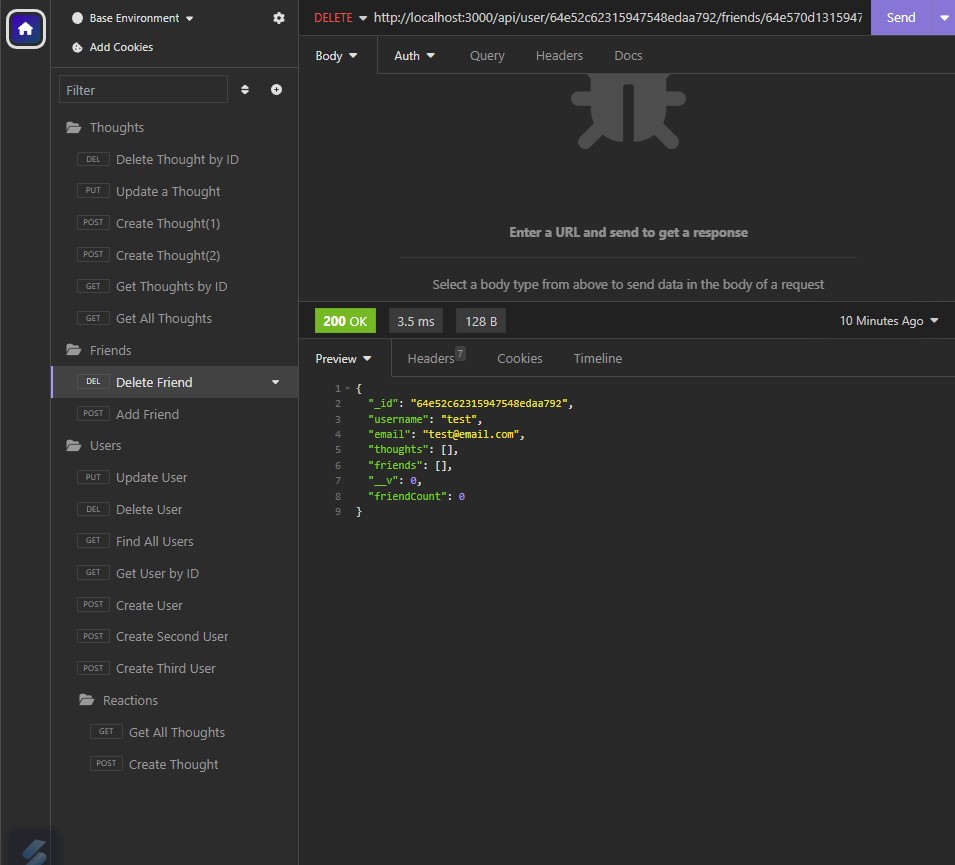 Base Environment
Add Cookies
Filter
Thoughts
DEL Delete Thought by ID
PUT Update a Thought
POST Create Thought(1)
POST Create Thought(2)
GET Get Thoughts by ID
GET Get All Thoughts
Friends
DEL Delete Friend
POST Add Friend
Users
PUT Update User
DEL Delete User
GET Find All Users
GET Get User by ID
POST Create User
POST Create Second User
POST Create Third User
Reactions
GET Get All Thoughts
POST Create Thought
DELETE http://localhost:3000/api/user/64e52c62315947548edaa792/friends/64e570d1315947 Send
Body Auth Query Headers Docs
Enter a URL and send to get a response
Select a body type from above to send data in the body of a request
200 OK 3.5 ms 128 B 10 Minutes Ago
Preview Headers 7 Cookies Timeline
1 {
2 "_id": "64e52c62315947548edaa792",
3 "username": "test",
4 "email": "test@email.com",
5 "thoughts": [],
6 "friends": [],
7 "__v": 0,
8 "friendCount": 0
9 }